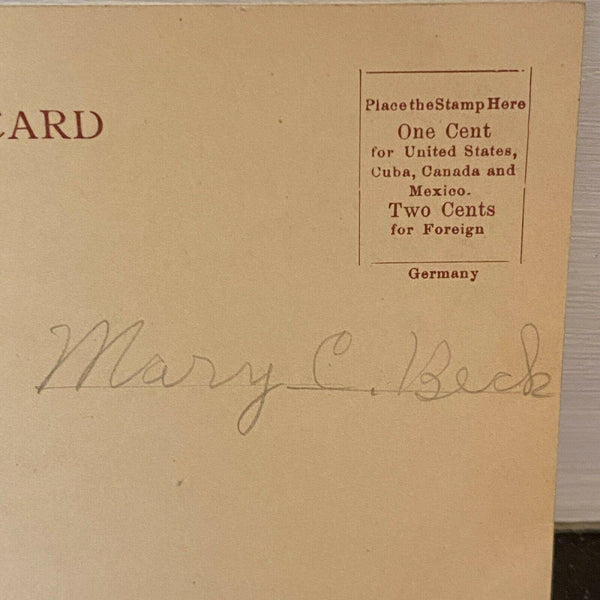 CARD
Place the Stamp Here
One Cent
for United States,
Cuba, Canada and
Mexico.
Two Cents
for Foreign
Germany
Mary C. Beck